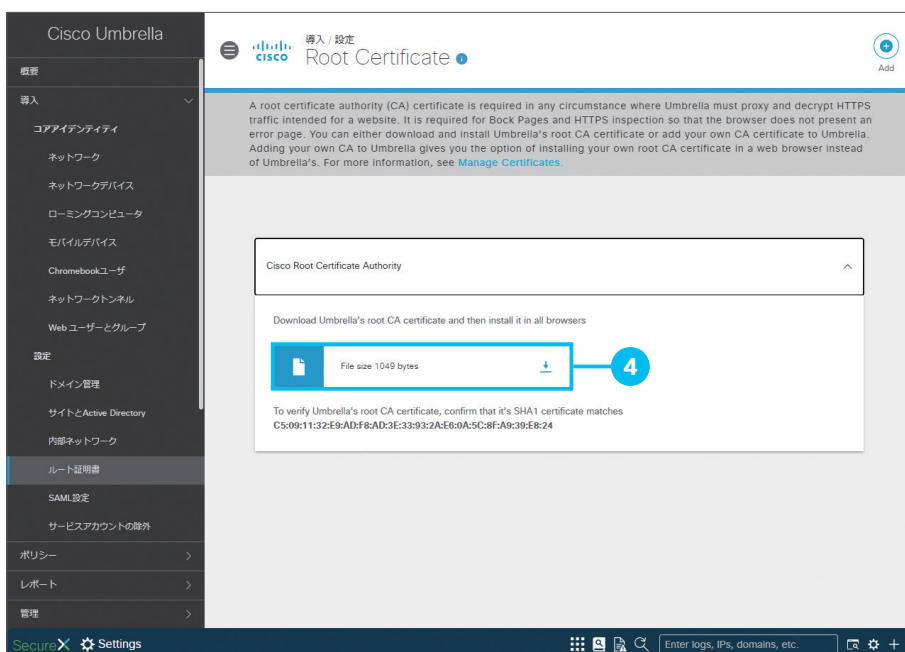 Cisco Umbrella
概要
導入
コアアイデンティティ
ネットワーク
ネットワークデバイス
ローミングコンピュータ
モバイルデバイス
Chromebookユーザ
ネットワークトンネル
Web ユーザーとグループ
設定
ドメイン管理
サイトとActive Directory
内部ネットワーク
ルート証明書
SAML設定
サービスアカウントの除外
ポリシー
レポート
管理
cisco
導入 / 設定
Root Certificate
Add
A root certificate authority (CA) certificate is required in any circumstance where Umbrella must proxy and decrypt HTTPS
traffic intended for a website. It is required for Bock Pages and HTTPS inspection so that the browser does not present an
error page. You can either download and install Umbrella's root CA certificate or add your own CA certificate to Umbrella.
Adding your own CA to Umbrella gives you the option of installing your own root CA certificate in a web browser instead
of Umbrella's. For more information, see Manage Certificates.
Cisco Root Certificate Authority
Download Umbrella's root CA certificate and then install it in all browsers
File size 1049 bytes
4
To verify Umbrella's root CA certificate, confirm that it's SHA1 certificate matches
C5:09:11:32:E9:AD:F8:AD:3E:33:93:2A:E6:0A:5C:8F:A9:39:E8:24
SecureX Settings
Enter logs, IPs, domains, etc.